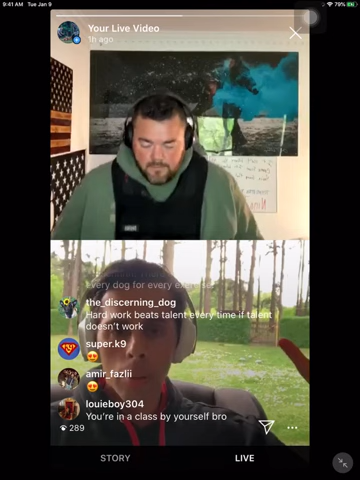 9:41 AM Tue Jan 9
79%
Your Live Video
1h ago
every dog for every exercise
the_discerning_dog
Hard work beats talent every time if talent
doesn't work
super.k9
amir_fazlii
louieboy304
You're in a class by yourself bro
289
STORY
LIVE